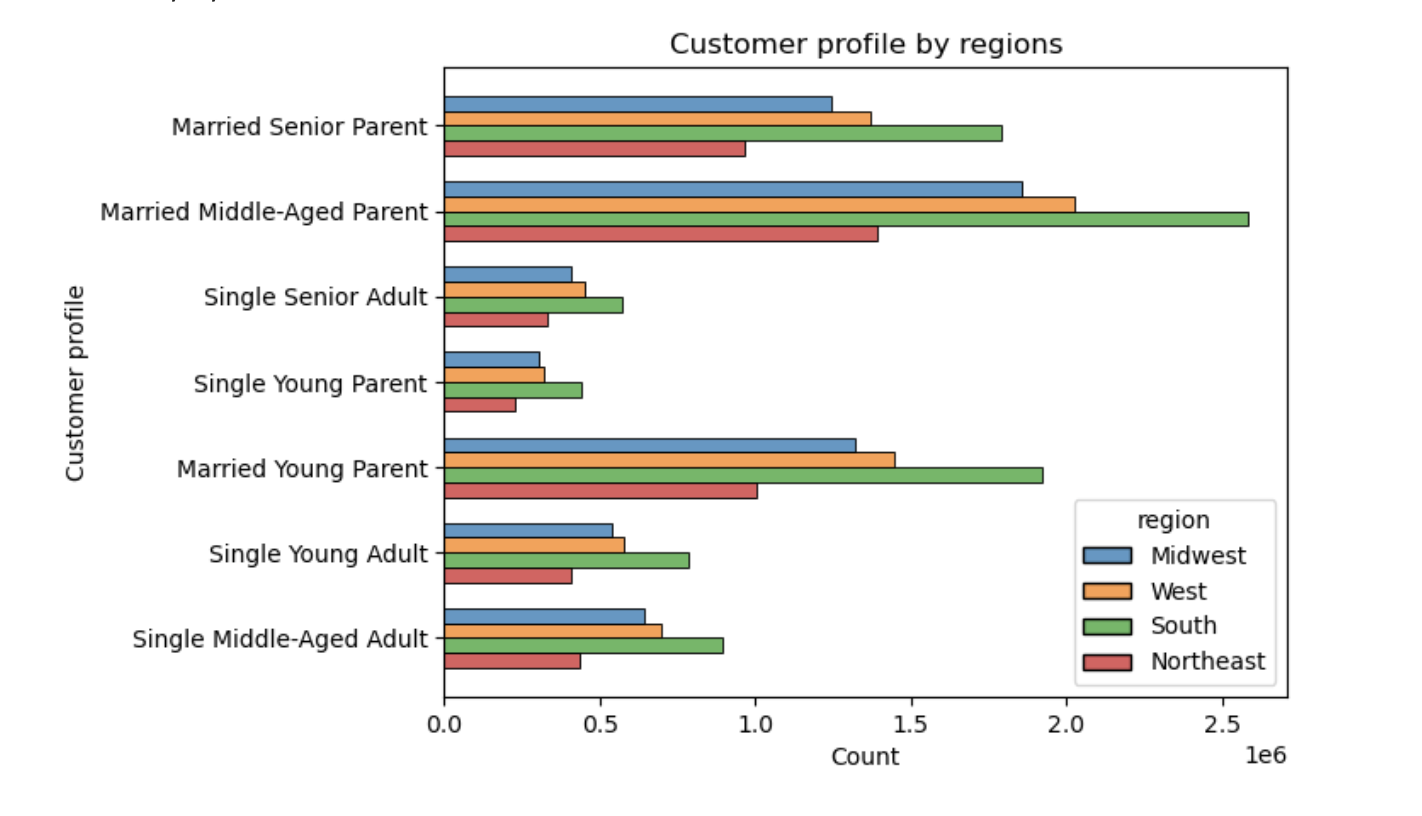 Customer profile by regions
Married Senior Parent
Married Middle-Aged Parent
Single Senior Adult
Single Young Parent
Married Young Parent
Single Young Adult
Single Middle-Aged Adult
Customer profile
region
Midwest
West
South
Northeast
0.0 0.5 1.0 1.5 2.0 2.5
Count
1e6